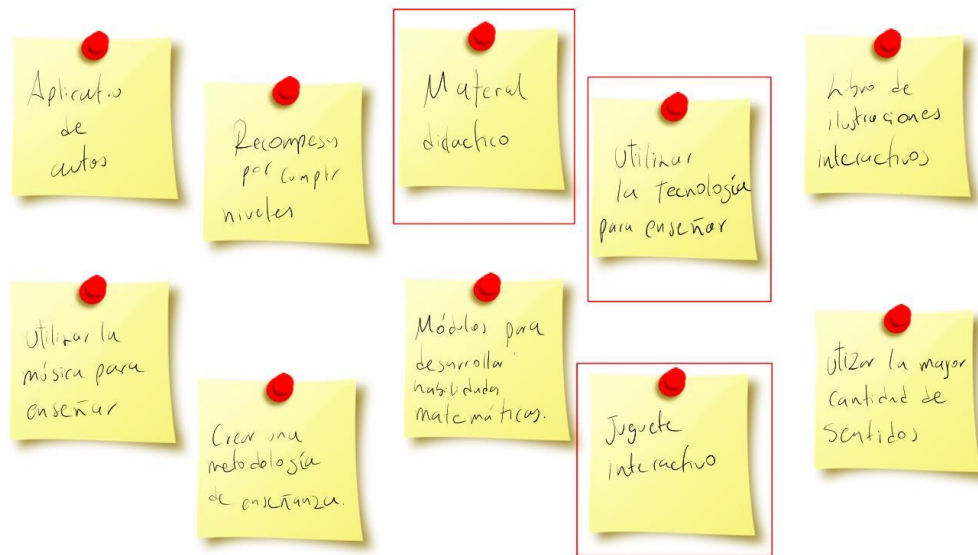 Aplicativo
de
autos
Recompesas
por cumplir
niveles
Material
didactico
Utilizar
la tecnología
para enseñar
Libro de
ilustraciones
interactivos
Utilizar la
música para
enseñar
Crear una
metodología
de enseñanza.
Módulos para
desarrollar
habilidades
matemáticas.
Juguete
interactivo
Utizar la mayor
cantidad de
sentidos